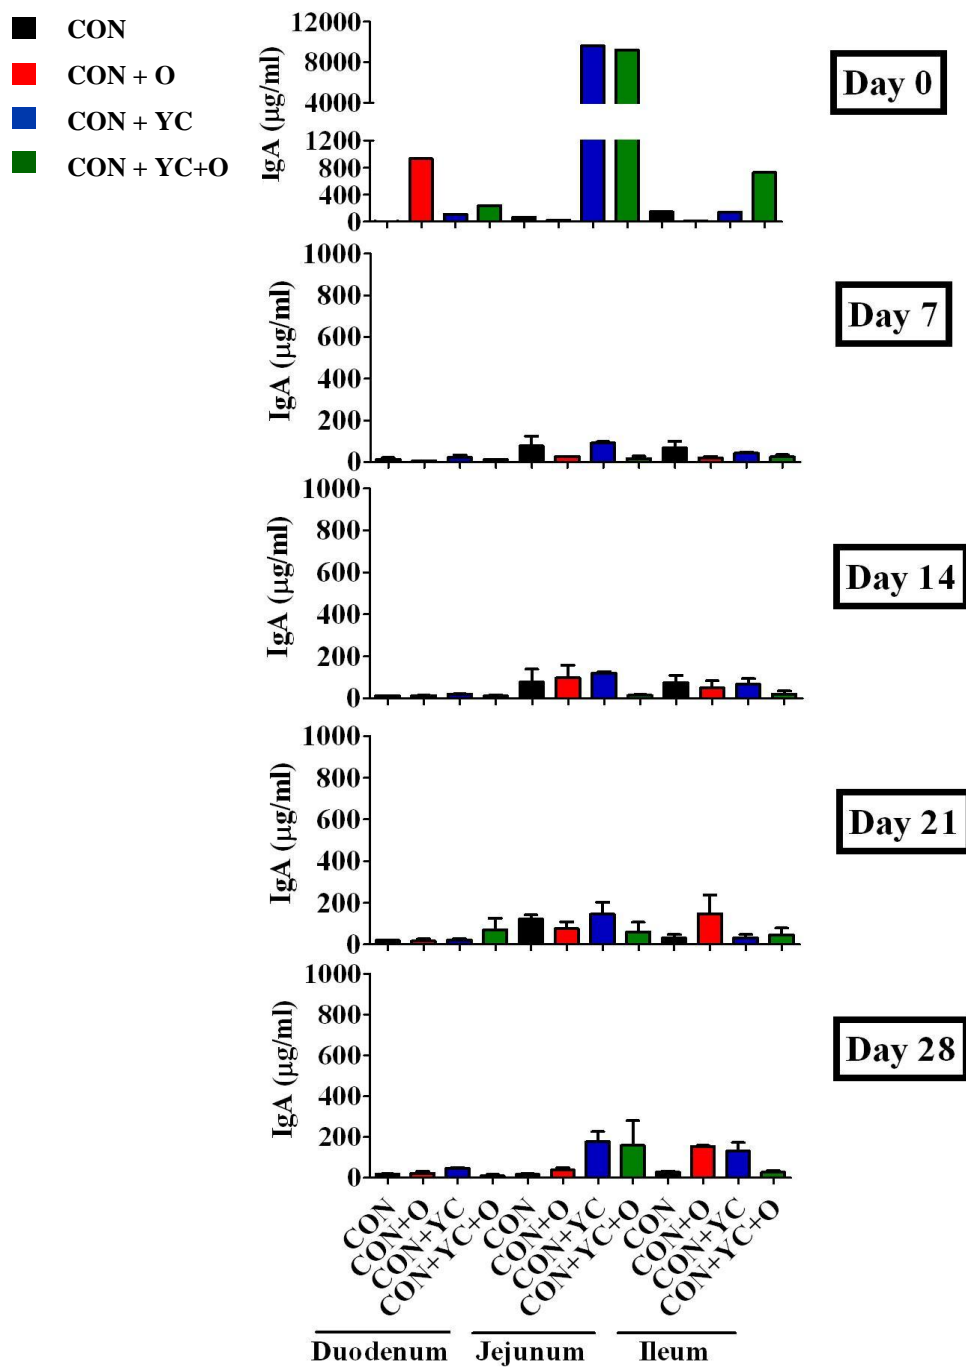 CON
CON + O
CON + YC
CON + YC+O
IgA (µg/ml)
12000
8000
4000
1200
800
400
0
Day 0
IgA (µg/ml)
1000
800
600
400
200
0
Day 7
IgA (µg/ml)
1000
800
600
400
200
0
Day 14
IgA (µg/ml)
1000
800
600
400
200
0
Day 21
IgA (µg/ml)
1000
800
600
400
200
0
Day 28
CON
CON+O
CON+YC
CON+YC+O
CON
CON+O
CON+YC
CON+YC+O
CON
CON+O
CON+YC
CON+YC+O
Duodenum
Jejunum
Ileum